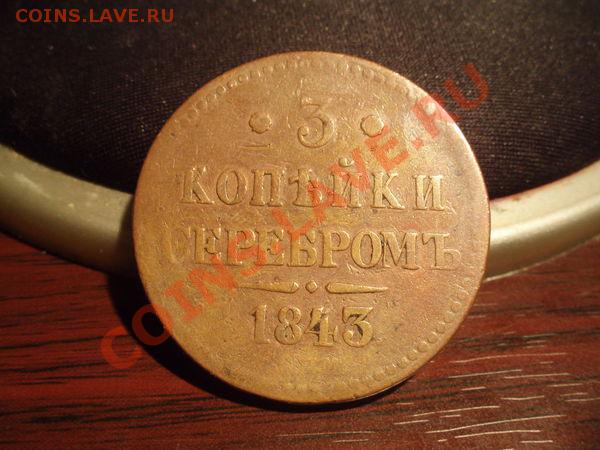 COINS.LAVE.RU
· 3 ·
КОПѢЙКИ
СЕРЕБРОМЪ
1843
COINS.LAVE.RU